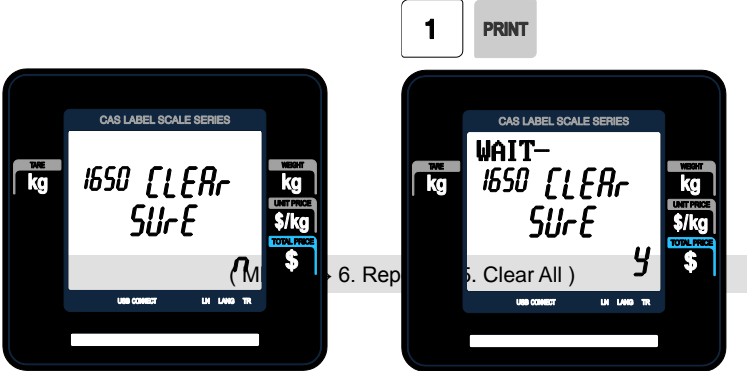 1 PRINT
CAS LABEL SCALE SERIES
TARE
kg
1650 CLEAr
SUrE
n
WEIGHT
kg
UNIT PRICE
$/kg
TOTAL PRICE
$
USB CONNECT LN LANG TR
CAS LABEL SCALE SERIES
TARE
kg
WAIT-
1650 CLEAr
SUrE
y
WEIGHT
kg
UNIT PRICE
$/kg
TOTAL PRICE
$
USB CONNECT LN LANG TR
6. Rep 5. Clear All )